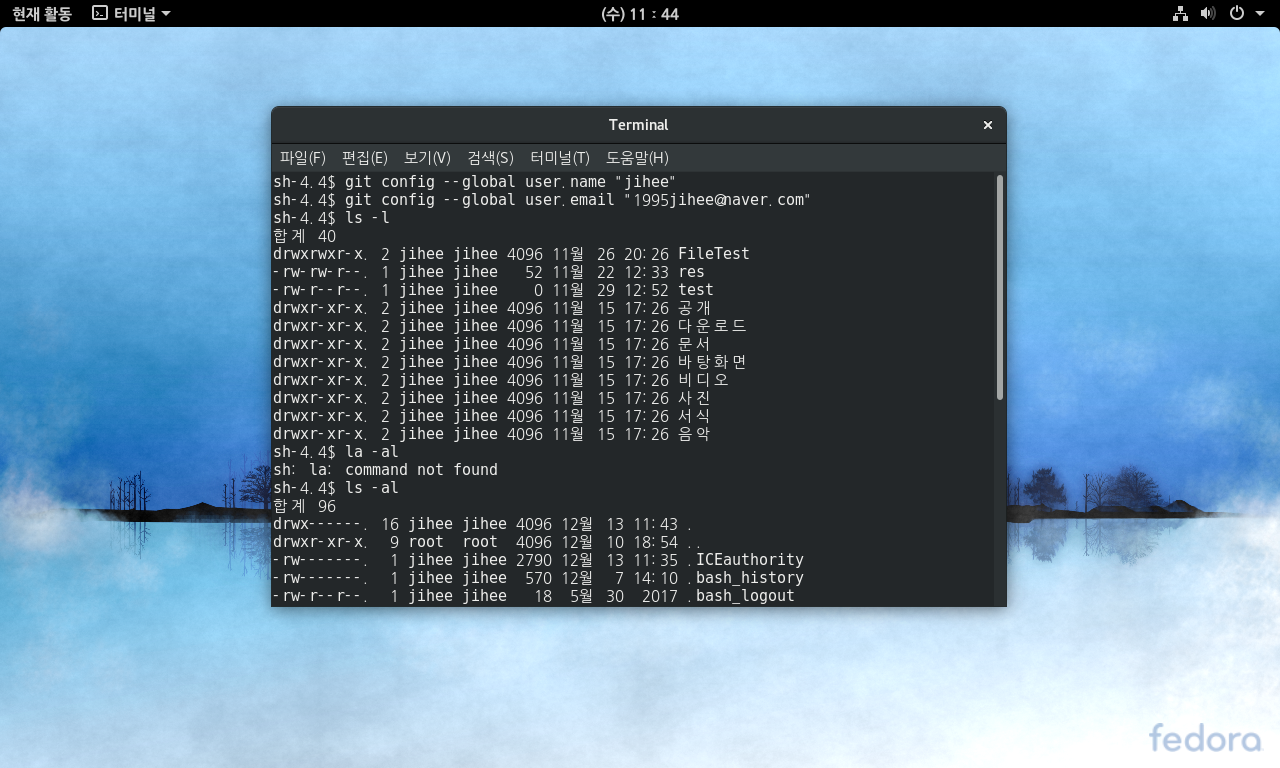 현재 활동 터미널 (수) 11 : 44
Terminal
파일(F) 편집(E) 보기(V) 검색(S) 터미널(T) 도움말(H)
sh-4.4$ git config --global user.name "jihee"
sh-4.4$ git config --global user.email "1995jihee@naver.com"
sh-4.4$ ls -l
합계 40
drwxrwxr-x. 2 jihee jihee 4096 11월 26 20:26 FileTest
-rw-rw-r--. 1 jihee jihee 52 11월 22 12:33 res
-rw-r--r--. 1 jihee jihee 0 11월 29 12:52 test
drwxr-xr-x. 2 jihee jihee 4096 11월 15 17:26 공개
drwxr-xr-x. 2 jihee jihee 4096 11월 15 17:26 다운로드
drwxr-xr-x. 2 jihee jihee 4096 11월 15 17:26 문서
drwxr-xr-x. 2 jihee jihee 4096 11월 15 17:26 바탕화면
drwxr-xr-x. 2 jihee jihee 4096 11월 15 17:26 비디오
drwxr-xr-x. 2 jihee jihee 4096 11월 15 17:26 사진
drwxr-xr-x. 2 jihee jihee 4096 11월 15 17:26 서식
drwxr-xr-x. 2 jihee jihee 4096 11월 15 17:26 음악
sh-4.4$ la -al
sh: la: command not found
sh-4.4$ ls -al
합계 96
drwx------. 16 jihee jihee 4096 12월 13 11:43 .
drwxr-xr-x. 9 root root 4096 12월 10 18:54 ..
-rw-------. 1 jihee jihee 2790 12월 13 11:35 .ICEauthority
-rw-------. 1 jihee jihee 570 12월 7 14:10 .bash_history
-rw-r--r--. 1 jihee jihee 18 5월 30 2017 .bash_logout
fedora